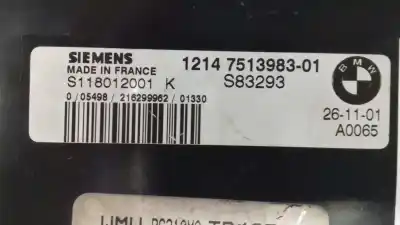 SIEMENS
MADE IN FRANCE
S118012001 K
0 / 05498 / 216299962 / 01330
1214 7513983-01
S83293
BMW
26-11-01
A0065